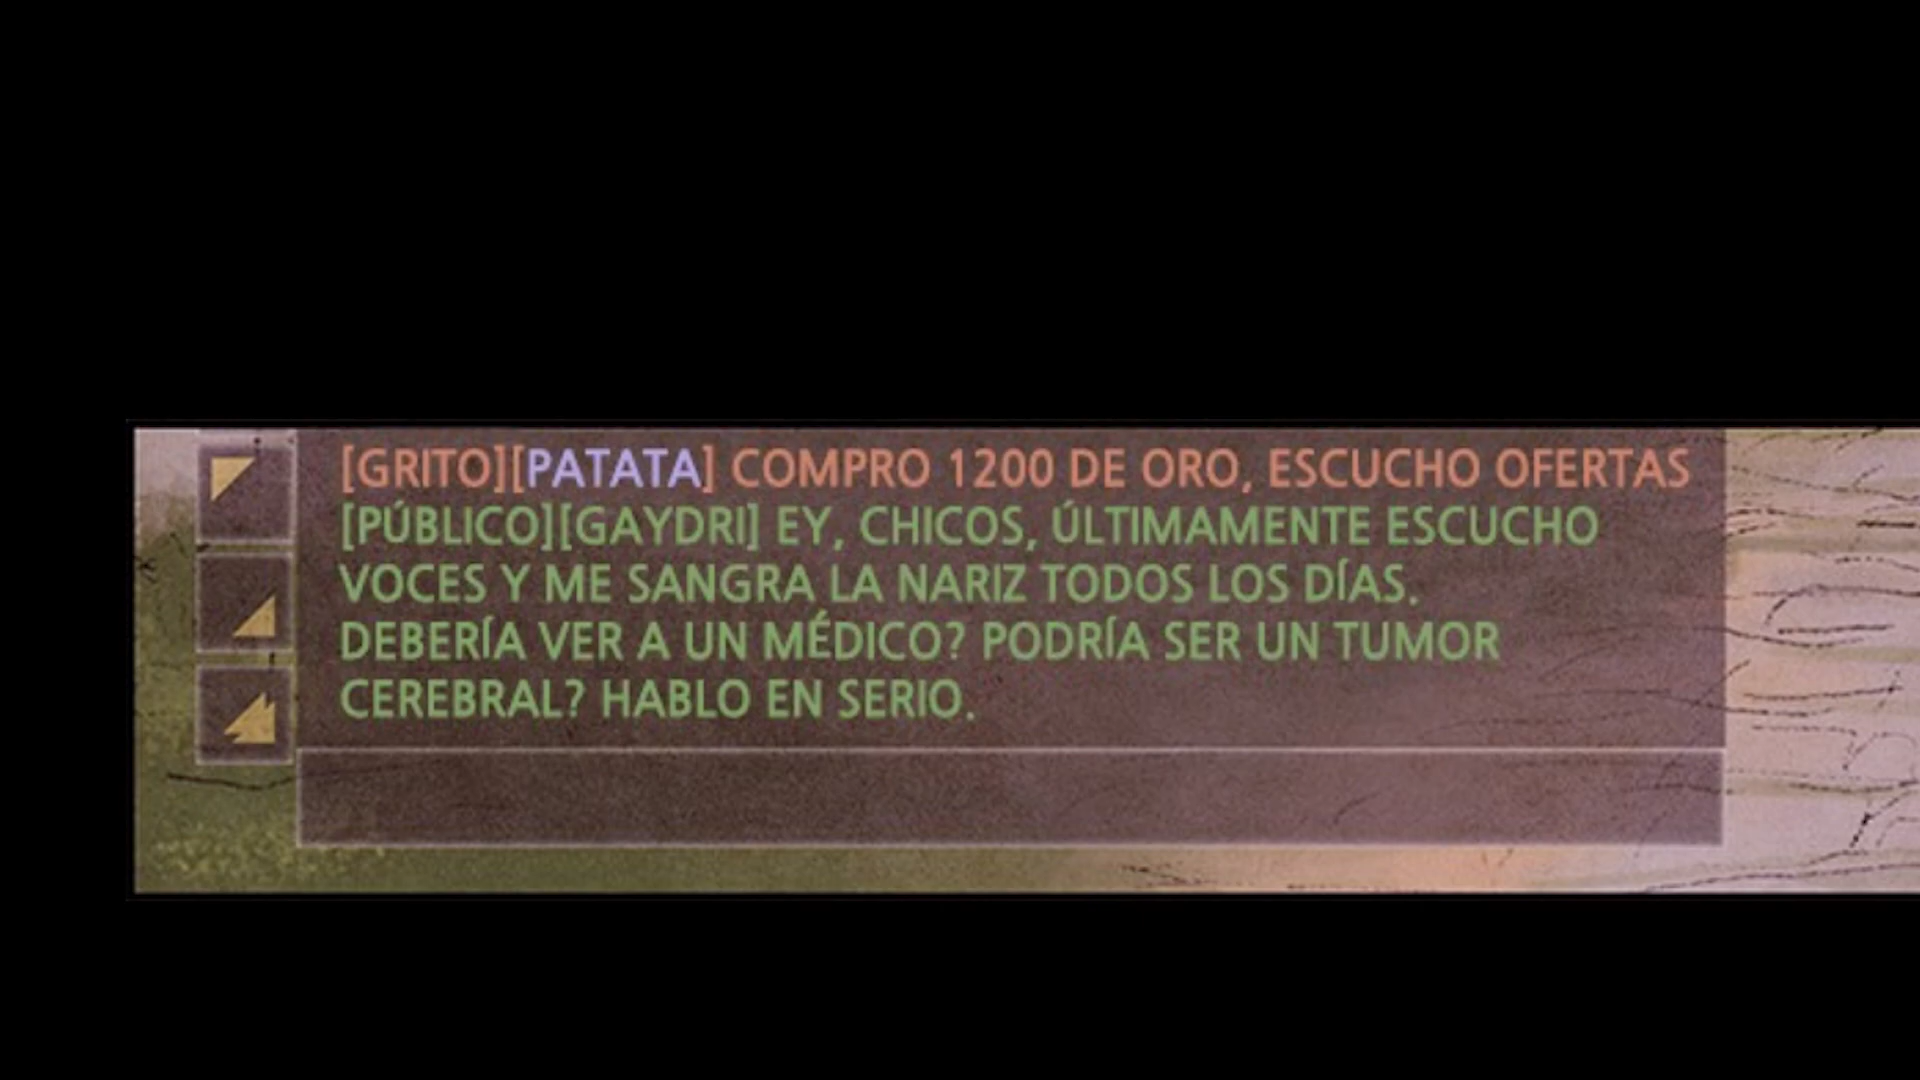 [GRITO][PATATA] COMPRO 1200 DE ORO, ESCUCHO OFERTAS
[PÚBLICO][GAYDRI] EY, CHICOS, ÚLTIMAMENTE ESCUCHO
VOCES Y ME SANGRA LA NARIZ TODOS LOS DÍAS.
DEBERÍA VER A UN MÉDICO? PODRÍA SER UN TUMOR
CEREBRAL? HABLO EN SERIO.